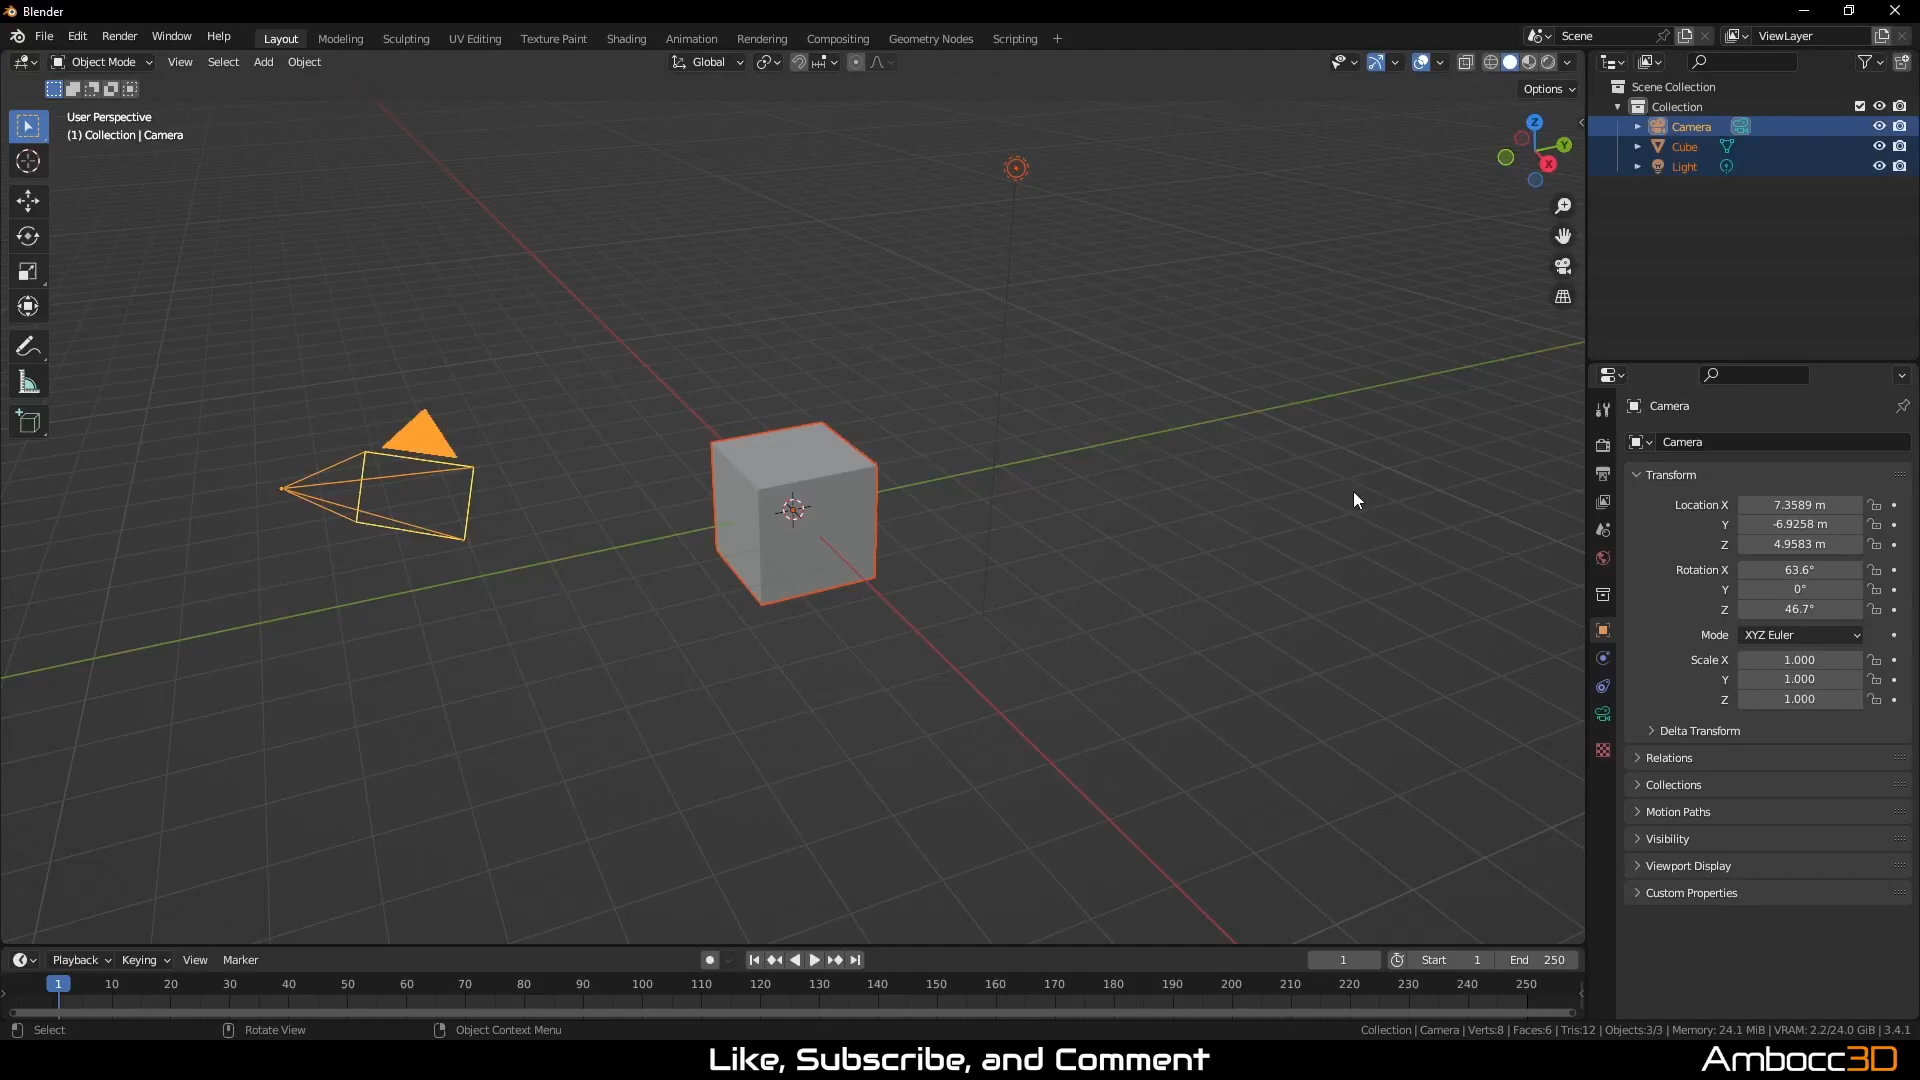 Blender
File Edit Render Window Help
Layout Modeling Sculpting UV Editing Texture Paint Shading Animation Rendering Compositing Geometry Nodes Scripting +
Scene
ViewLayer
Object Mode View Select Add Object
Global
Options
User Perspective
(1) Collection | Camera
Z
Y
X
Scene Collection
Collection
Camera
Cube
Light
Camera
Camera
Transform
Location X 7.3589 m
Y -6.9258 m
Z 4.9583 m
Rotation X 63.6°
Y 0°
Z 46.7°
Mode XYZ Euler
Scale X 1.000
Y 1.000
Z 1.000
Delta Transform
Relations
Collections
Motion Paths
Visibility
Viewport Display
Custom Properties
Playback Keying View Marker
1 Start 1 End 250
1 10 20 30 40 50 60 70 80 90 100 110 120 130 140 150 160 170 180 190 200 210 220 230 240 250
Select Rotate View Object Context Menu
Collection | Camera | Verts:8 | Faces:6 | Tris:12 | Objects:3/3 | Memory: 24.1 MiB | VRAM: 2.2/24.0 GiB | 3.4.1
Like, Subscribe, and Comment
Ambocc3D